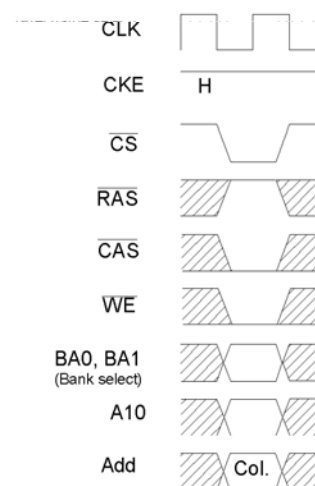 CLK
CKE H
CS
RAS
CAS
WE
BA0, BA1
(Bank select)
A10
Add Col.